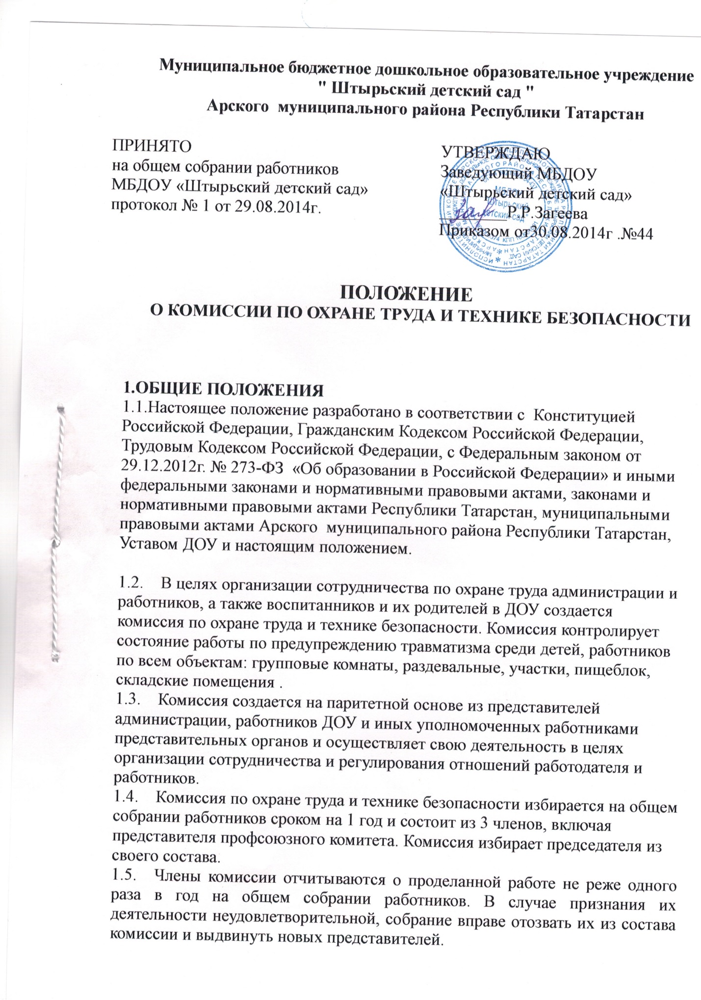 Муниципальное бюджетное дошкольное образовательное учреждение
" Штырьский детский сад "
Арского муниципального района Республики Татарстан
ПРИНЯТО
на общем собрании работников
МБДОУ «Штырьский детский сад»
протокол № 1 от 29.08.2014г.
УТВЕРЖДАЮ
Заведующий МБДОУ
«Штырьский детский сад»
________Р.Р.Загеева
Приказом от30.08.2014г .№44
МБДОУ
"Штырьский
детский сад"
ПОЛОЖЕНИЕ
О КОМИССИИ ПО ОХРАНЕ ТРУДА И ТЕХНИКЕ БЕЗОПАСНОСТИ
1.ОБЩИЕ ПОЛОЖЕНИЯ
1.1.Настоящее положение разработано в соответствии с Конституцией
Российской Федерации, Гражданским Кодексом Российской Федерации,
Трудовым Кодексом Российской Федерации, с Федеральным законом от
29.12.2012г. № 273-ФЗ «Об образовании в Российской Федерации» и иными
федеральными законами и нормативными правовыми актами, законами и
нормативными правовыми актами Республики Татарстан, муниципальными
правовыми актами Арского муниципального района Республики Татарстан,
Уставом ДОУ и настоящим положением.
1.2. В целях организации сотрудничества по охране труда администрации и
работников, а также воспитанников и их родителей в ДОУ создается
комиссия по охране труда и технике безопасности. Комиссия контролирует
состояние работы по предупреждению травматизма среди детей, работников
по всем объектам: групповые комнаты, раздевальные, участки, пищеблок,
складские помещения .
1.3. Комиссия создается на паритетной основе из представителей
администрации, работников ДОУ и иных уполномоченных работниками
представительных органов и осуществляет свою деятельность в целях
организации сотрудничества и регулирования отношений работодателя и
работников.
1.4. Комиссия по охране труда и технике безопасности избирается на общем
собрании работников сроком на 1 год и состоит из 3 членов, включая
представителя профсоюзного комитета. Комиссия избирает председателя из
своего состава.
1.5. Члены комиссии отчитываются о проделанной работе не реже одного
раза в год на общем собрании работников. В случае признания их
деятельности неудовлетворительной, собрание вправе отозвать их из состава
комиссии и выдвинуть новых представителей.